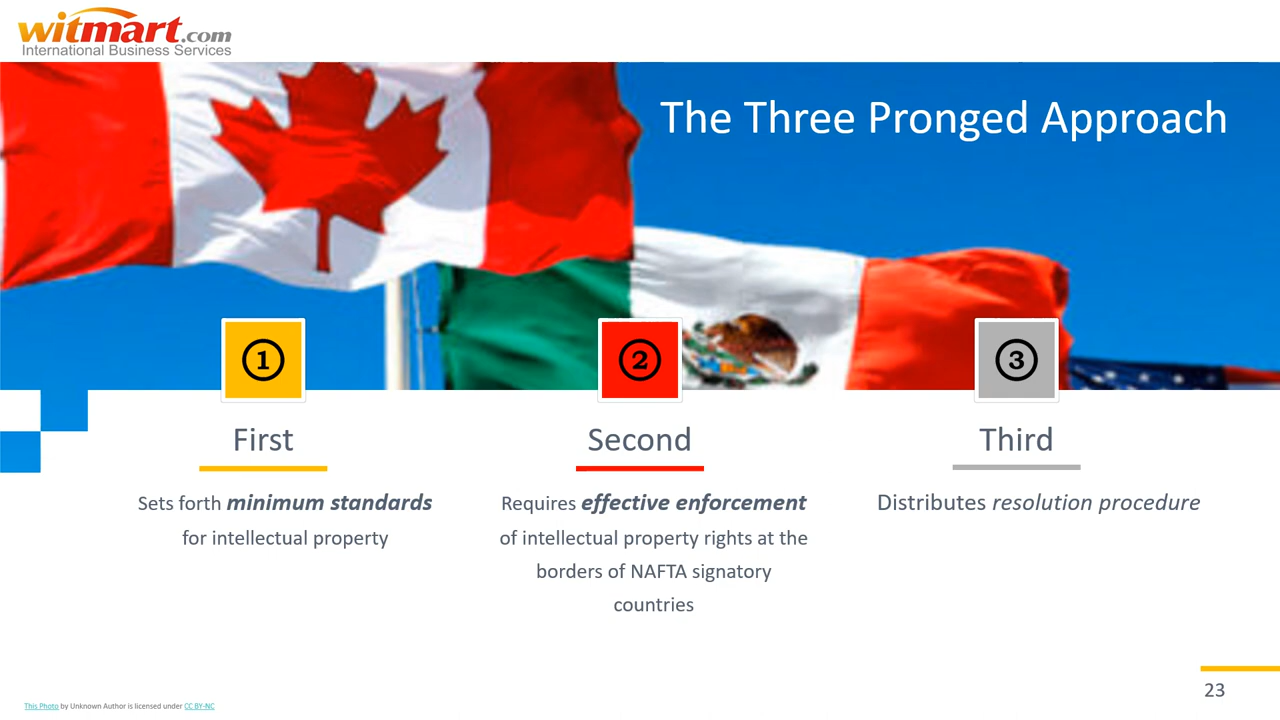 witmart.com
International Business Services
The Three Pronged Approach
1
2
3
First
Second
Third
Sets forth minimum standards
for intellectual property
Requires effective enforcement
of intellectual property rights at the
borders of NAFTA signatory
countries
Distributes resolution procedure
23
This Photo by Unknown Author is licensed under CC BY-NC